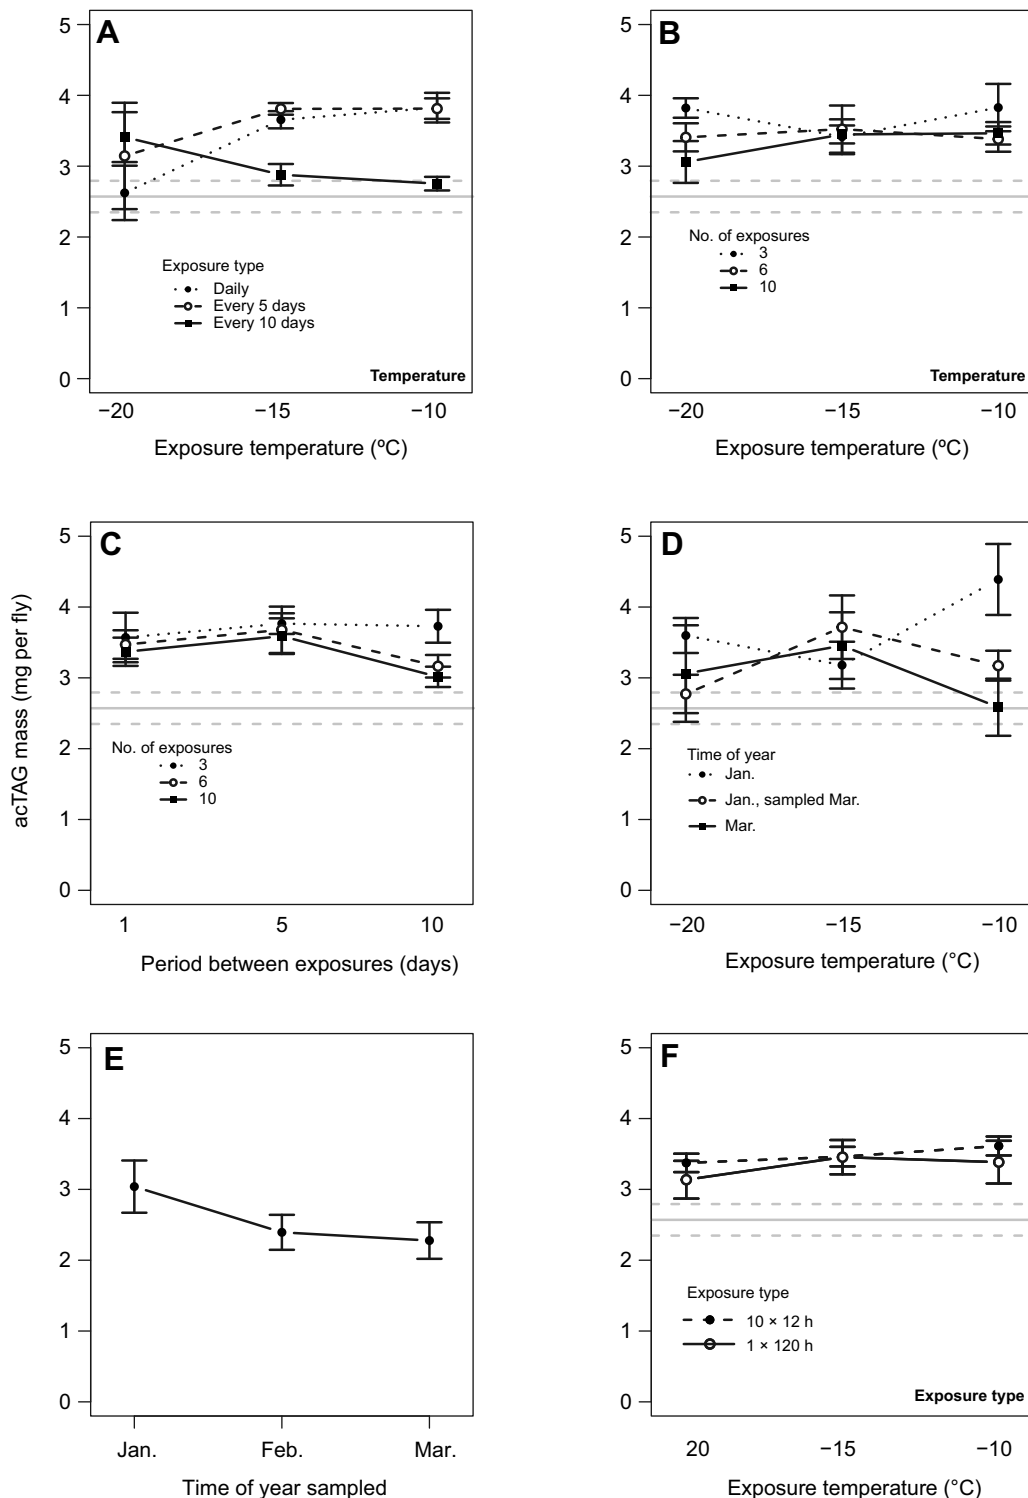 A
5
4
3
2
1
0
Exposure type
Daily
Every 5 days
Every 10 days
Temperature
−20
−15
−10
Exposure temperature (ºC)
B
5
4
3
2
1
0
No. of exposures
3
6
10
Temperature
−20
−15
−10
Exposure temperature (ºC)
acTAG mass (mg per fly)
C
5
4
3
2
1
0
No. of exposures
3
6
10
1
5
10
Period between exposures (days)
D
5
4
3
2
1
0
Time of year
Jan.
Jan., sampled Mar.
Mar.
−20
−15
−10
Exposure temperature (°C)
E
5
4
3
2
1
0
Jan.
Feb.
Mar.
Time of year sampled
F
5
4
3
2
1
0
Exposure type
10 × 12 h
1 × 120 h
Exposure type
20
−15
−10
Exposure temperature (°C)